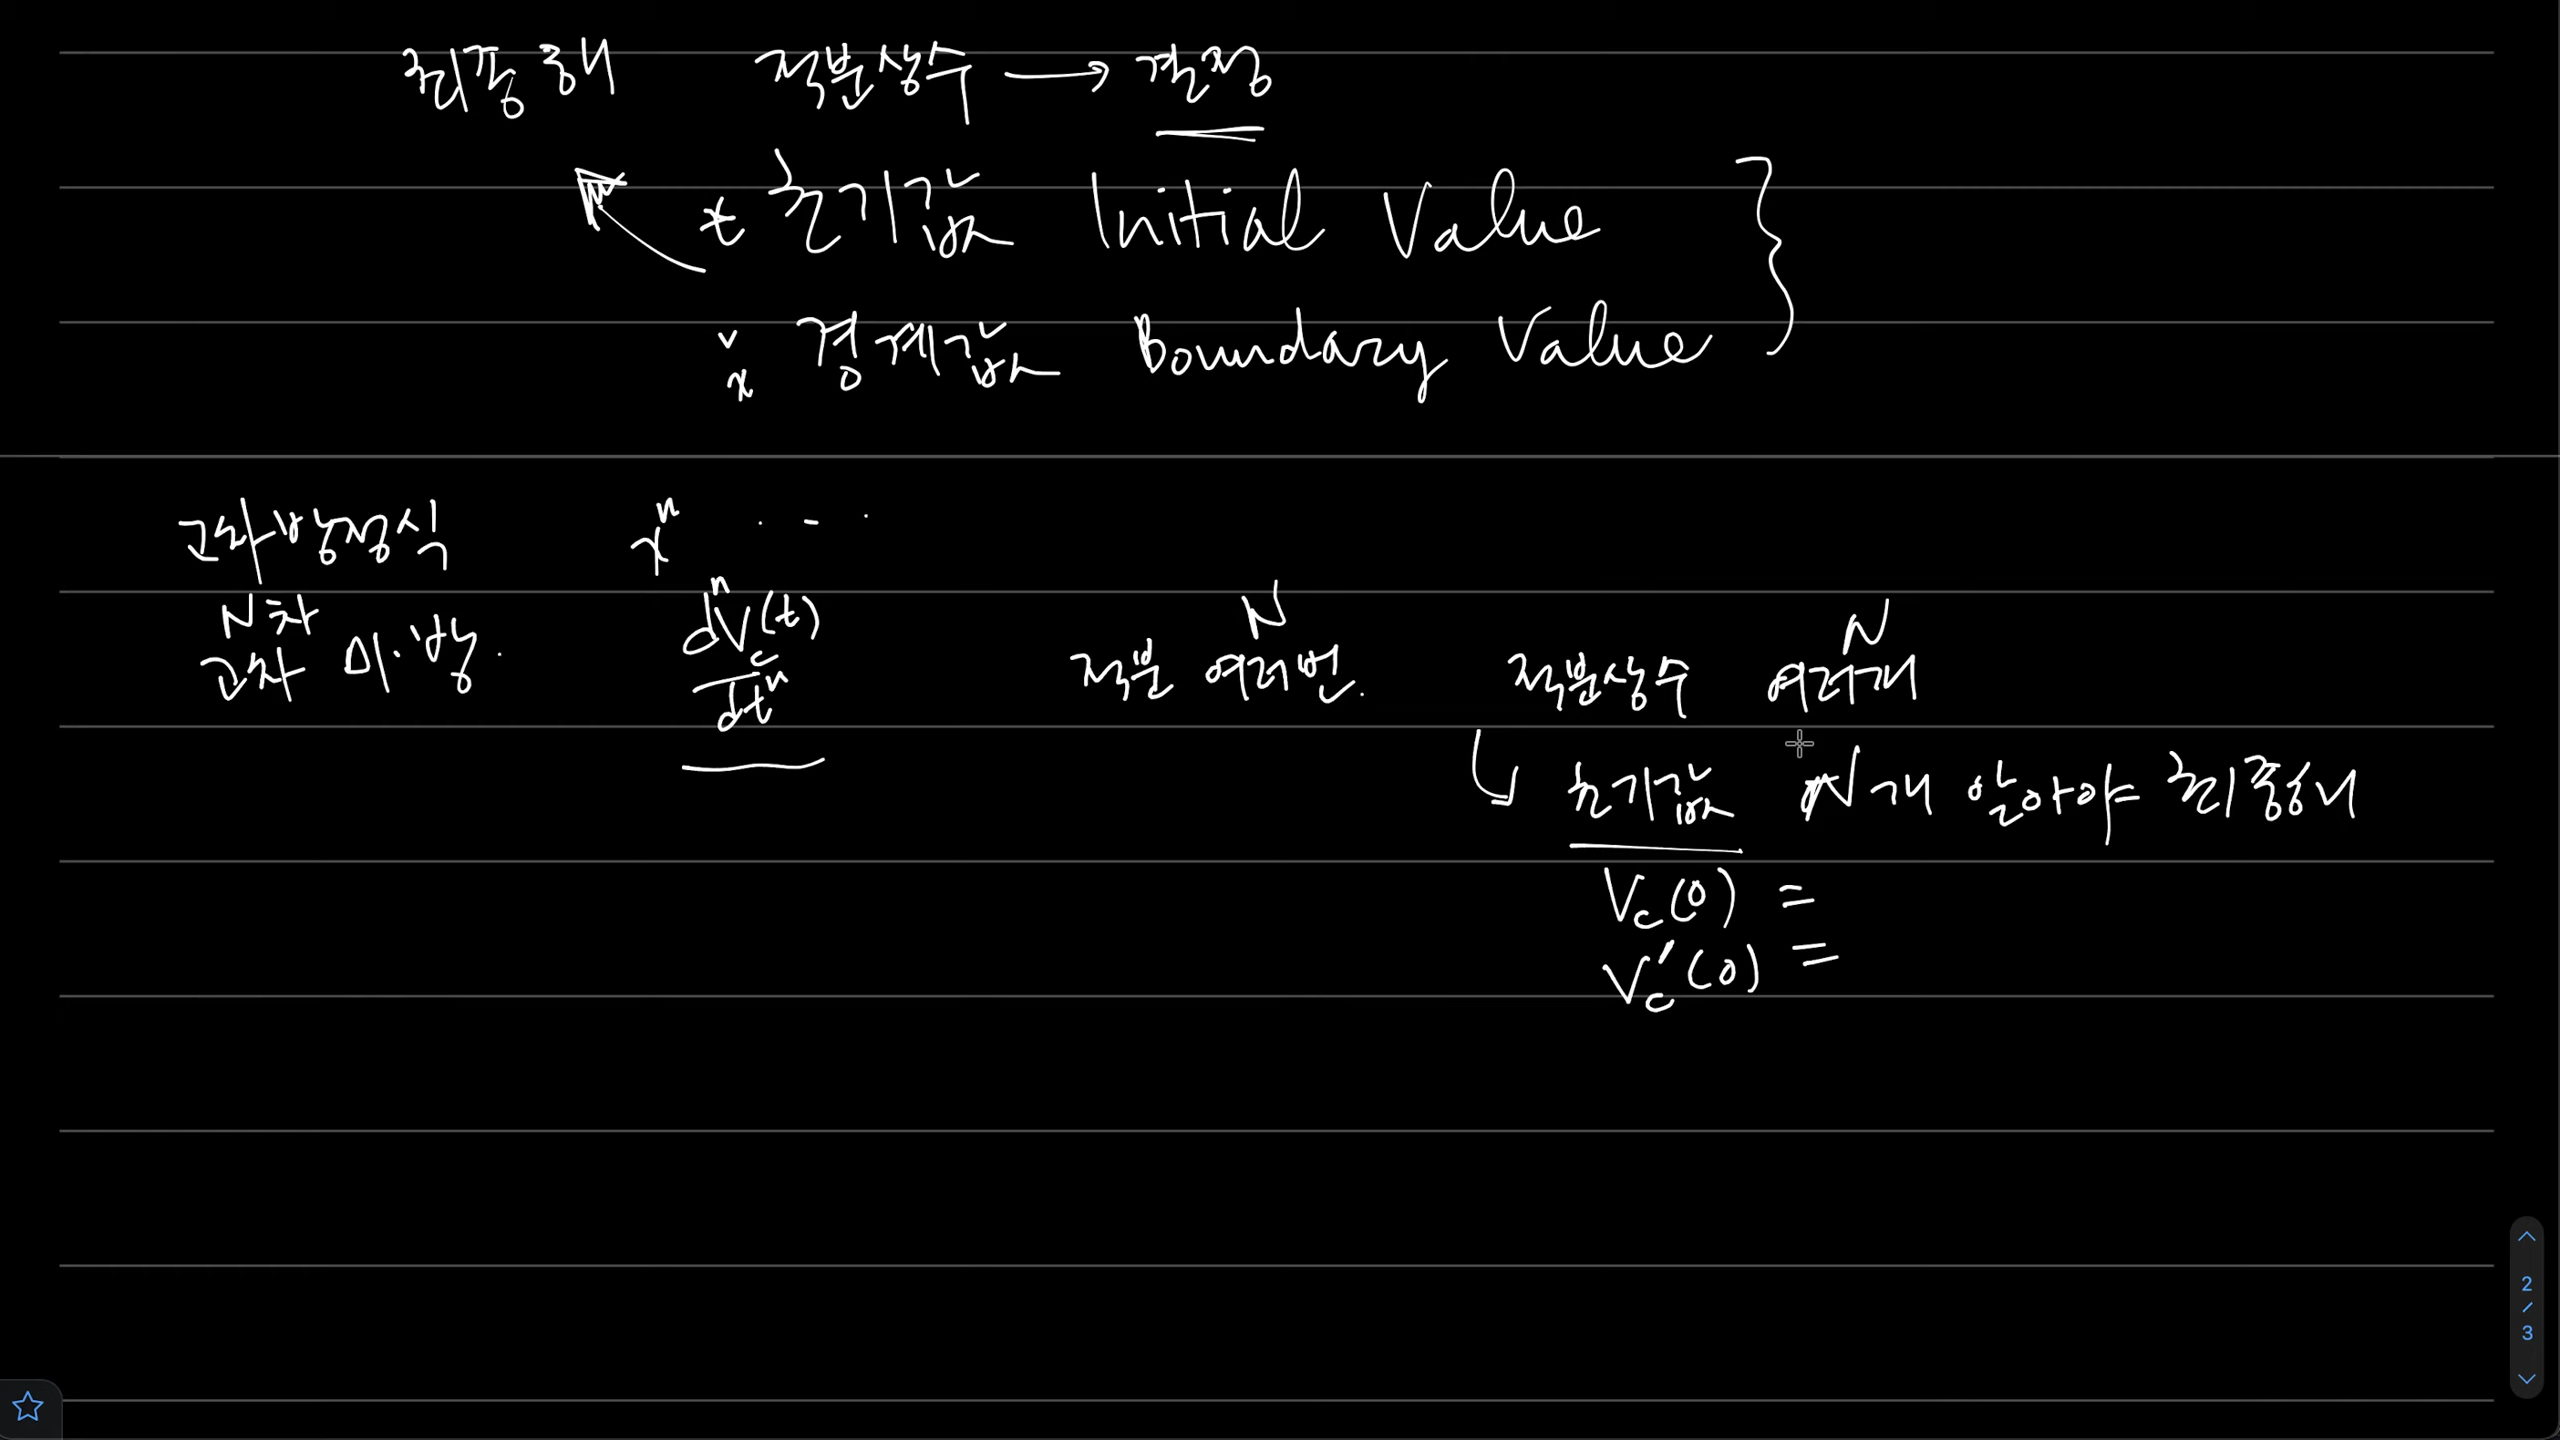 최종해 적분상수 → 결정
t 초기값 Initial Value
x 경계값 Boundary Value
고차방정식 xⁿ ...
N차 N N
고차 미.방. dⁿVc(t)/dtⁿ 적분 여러번. 적분상수 여러개
초기값 N개 알아야 최종해
Vc(0) =
Vc'(0) =
2
/
3